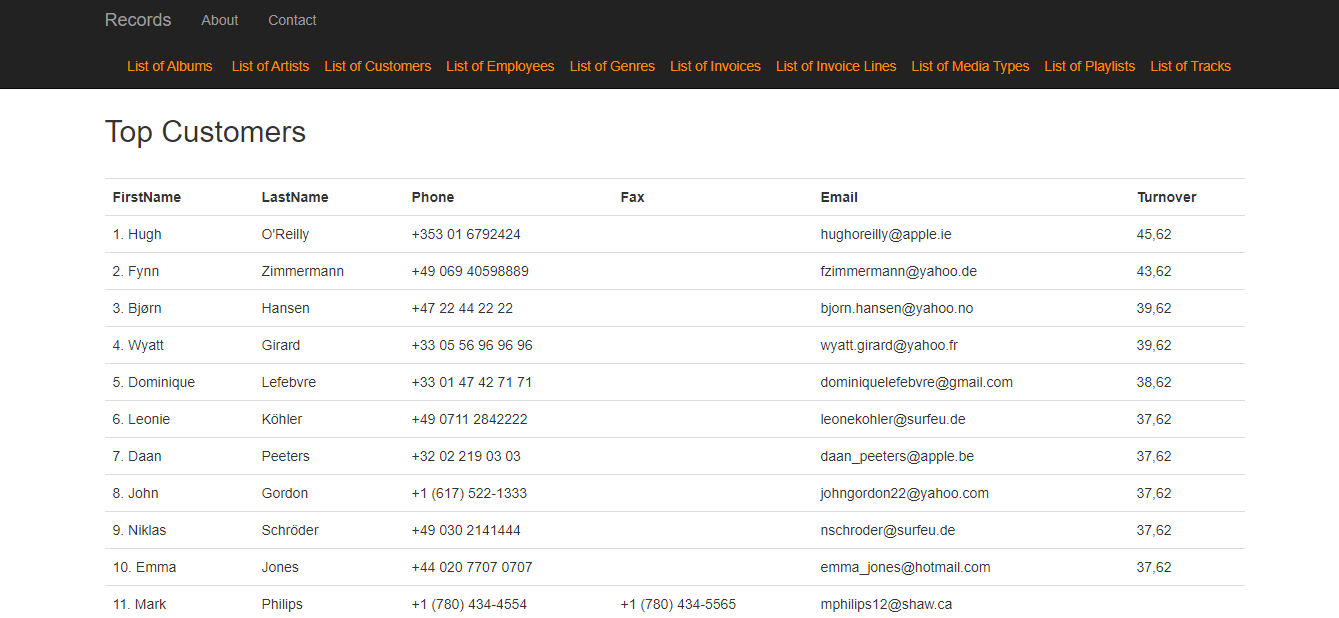 Records About Contact
List of Albums List of Artists List of Customers List of Employees List of Genres List of Invoices List of Invoice Lines List of Media Types List of Playlists List of Tracks
Top Customers
FirstName LastName Phone Fax Email Turnover
1. Hugh O'Reilly +353 01 6792424 hughoreilly@apple.ie 45,62
2. Fynn Zimmermann +49 069 40598889 fzimmermann@yahoo.de 43,62
3. Bjørn Hansen +47 22 44 22 22 bjorn.hansen@yahoo.no 39,62
4. Wyatt Girard +33 05 56 96 96 96 wyatt.girard@yahoo.fr 39,62
5. Dominique Lefebvre +33 01 47 42 71 71 dominiquelefebvre@gmail.com 38,62
6. Leonie Köhler +49 0711 2842222 leonekohler@surfeu.de 37,62
7. Daan Peeters +32 02 219 03 03 daan_peeters@apple.be 37,62
8. John Gordon +1 (617) 522-1333 johngordon22@yahoo.com 37,62
9. Niklas Schröder +49 030 2141444 nschroder@surfeu.de 37,62
10. Emma Jones +44 020 7707 0707 emma_jones@hotmail.com 37,62
11. Mark Philips +1 (780) 434-4554 +1 (780) 434-5565 mphilips12@shaw.ca